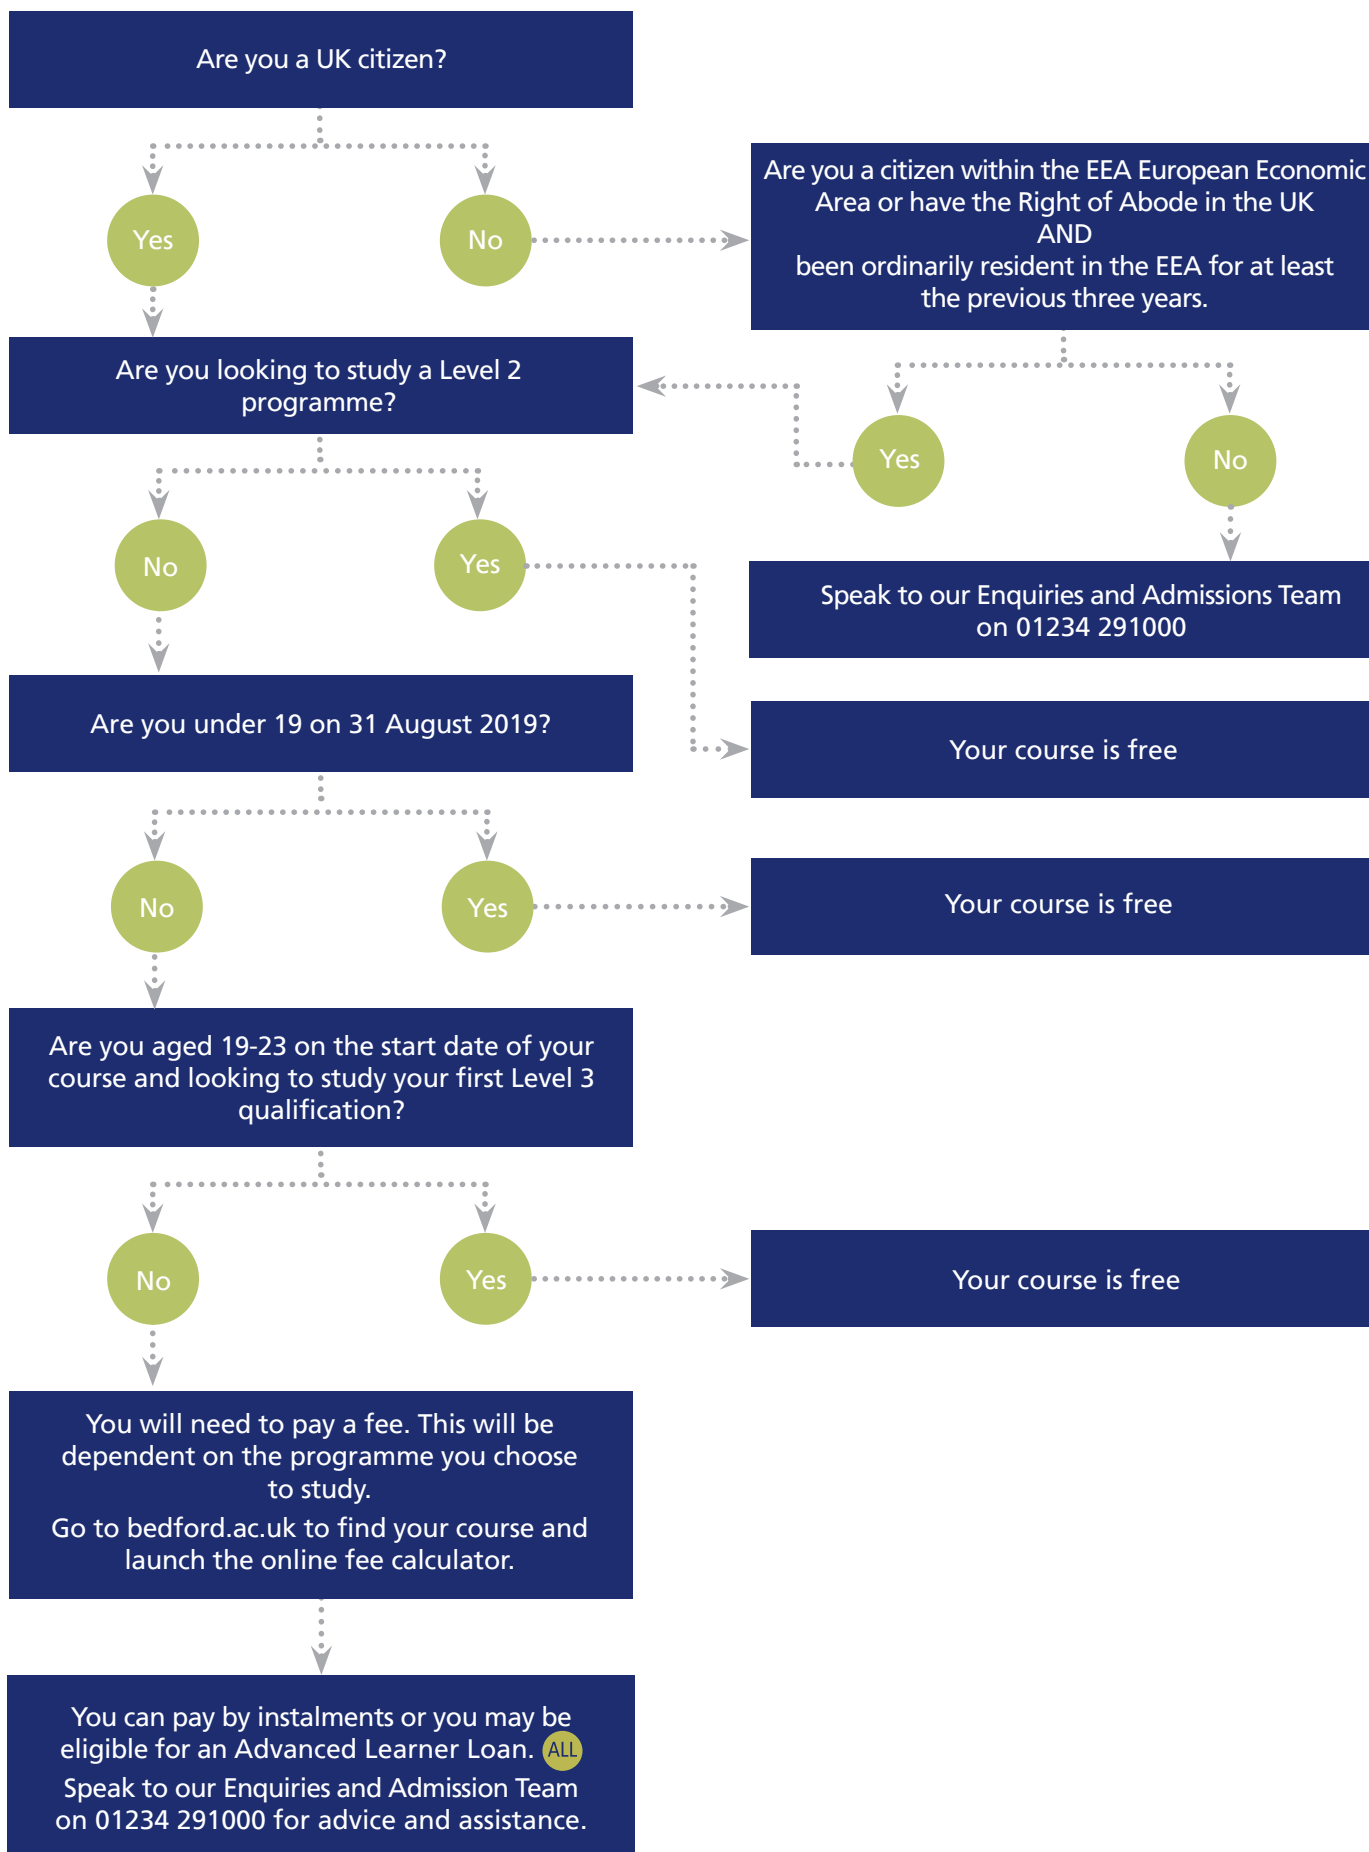 Are you a UK citizen?
Yes
No
Are you a citizen within the EEA European Economic
Area or have the Right of Abode in the UK
AND
been ordinarily resident in the EEA for at least
the previous three years.
Yes
No
Speak to our Enquiries and Admissions Team
on 01234 291000
Are you looking to study a Level 2
programme?
No
Yes
Your course is free
Are you under 19 on 31 August 2019?
No
Yes
Your course is free
Are you aged 19-23 on the start date of your
course and looking to study your first Level 3
qualification?
No
Yes
Your course is free
You will need to pay a fee. This will be
dependent on the programme you choose
to study.
Go to bedford.ac.uk to find your course and
launch the online fee calculator.
You can pay by instalments or you may be
eligible for an Advanced Learner Loan. ALL
Speak to our Enquiries and Admission Team
on 01234 291000 for advice and assistance.